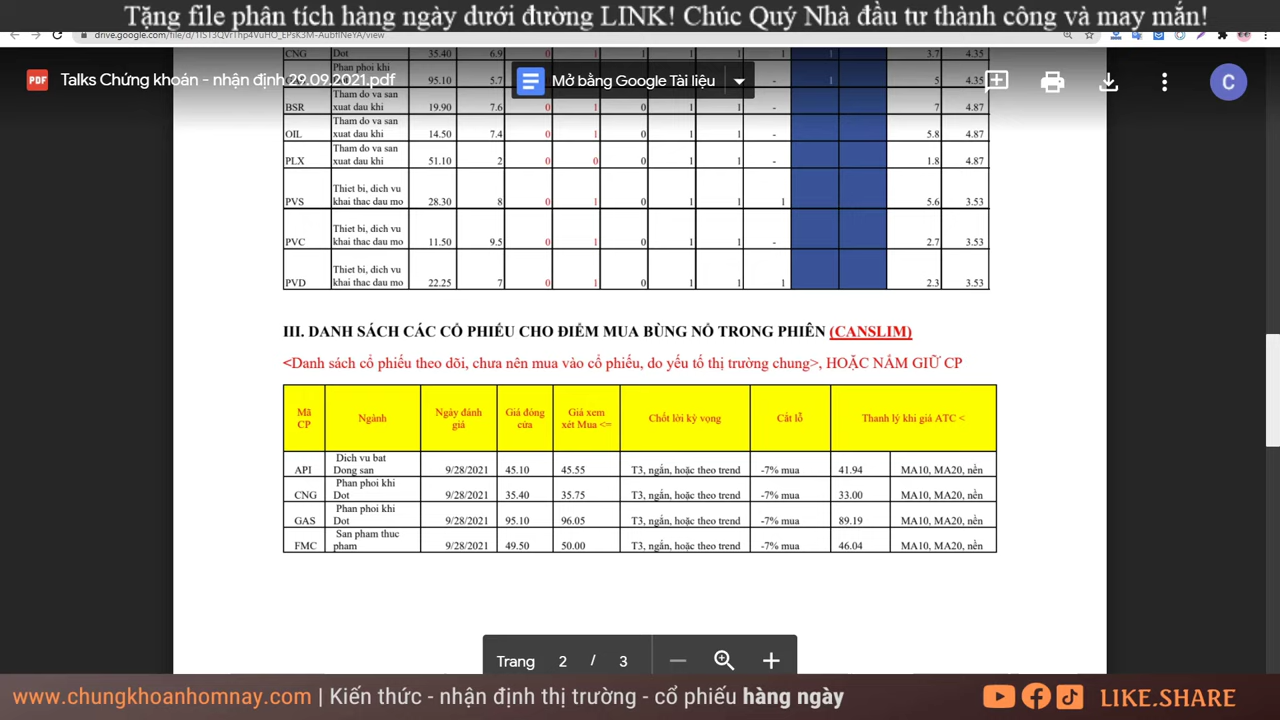 Tặng file phân tích hàng ngày dưới đường LINK! Chúc Quý Nhà đầu tư thành công và may mắn!
Talks Chứng khoán - nhận định 29.09.2021.pdf
Mở bằng Google Tài liệu
C
CNG Dot 35.40 6.9 0 1 0 1 1 1 1 3.7 4.35
Phan phoi khi 95.10 5.7 1 5 4.35
BSR Tham do va san xuat dau khi 19.90 7.6 0 1 0 1 1 - 7 4.87
OIL Tham do va san xuat dau khi 14.50 7.4 0 1 0 1 1 - 5.8 4.87
PLX Tham do va san xuat dau khi 51.10 2 0 0 0 1 1 - 1.8 4.87
PVS Thiet bi, dich vu khai thac dau mo 28.30 8 0 1 0 1 1 1 5.6 3.53
PVC Thiet bi, dich vu khai thac dau mo 11.50 9.5 0 1 0 1 1 - 2.7 3.53
PVD Thiet bi, dich vu khai thac dau mo 22.25 7 0 1 0 1 1 1 2.3 3.53
III. DANH SÁCH CÁC CỔ PHIẾU CHO ĐIỂM MUA BÙNG NỔ TRONG PHIÊN (CANSLIM)
<Danh sách cổ phiếu theo dõi, chưa nên mua vào cổ phiếu, do yếu tố thị trường chung>, HOẶC NẮM GIỮ CP
Mã CP Ngành Ngày đánh giá Giá đóng cửa Giá xem xét Mua <= Chốt lời kỳ vọng Cắt lỗ Thanh lý khi giá ATC <
API Dich vu bat Dong san 9/28/2021 45.10 45.55 T3, ngắn, hoặc theo trend -7% mua 41.94 MA10, MA20, nền
CNG Phan phoi khi Dot 9/28/2021 35.40 35.75 T3, ngắn, hoặc theo trend -7% mua 33.00 MA10, MA20, nền
GAS Phan phoi khi Dot 9/28/2021 95.10 96.05 T3, ngắn, hoặc theo trend -7% mua 89.19 MA10, MA20, nền
FMC San pham thuc pham 9/28/2021 49.50 50.00 T3, ngắn, hoặc theo trend -7% mua 46.04 MA10, MA20, nền
Trang 2 / 3
www.chungkhoanhomnay.com | Kiến thức - nhận định thị trường - cổ phiếu hàng ngày
LIKE.SHARE